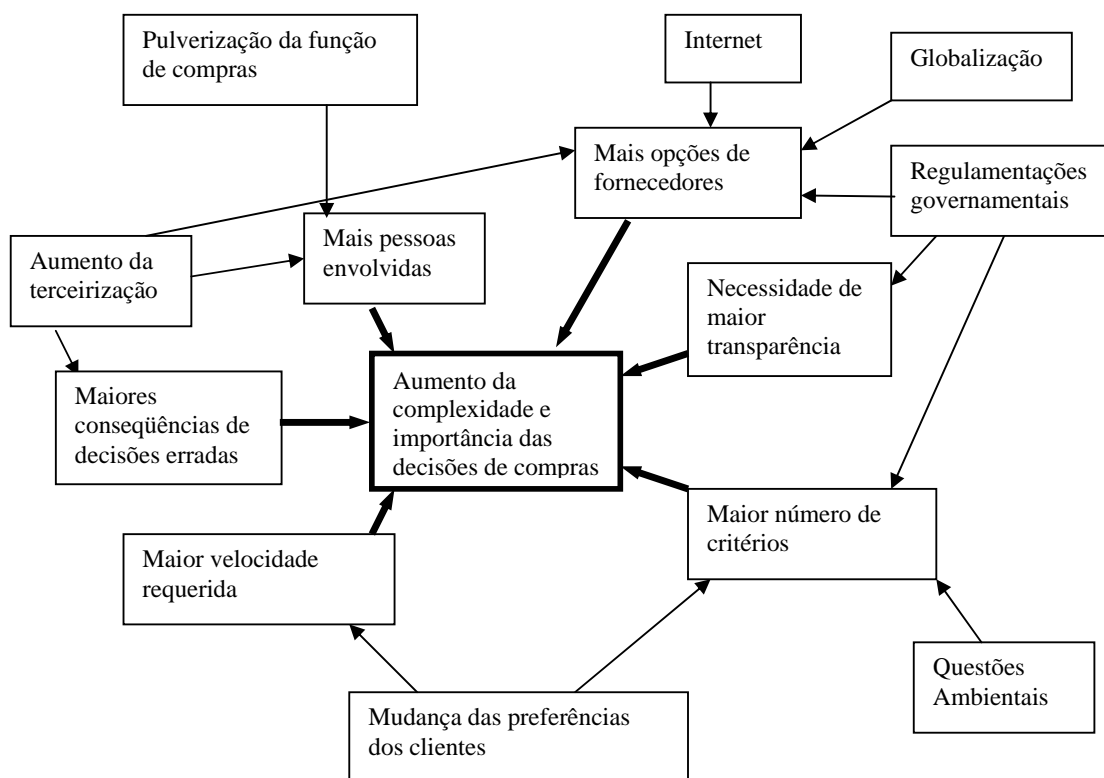 Pulverização da função
de compras
Internet
Globalização
Mais opções de
fornecedores
Regulamentações
governamentais
Mais pessoas
envolvidas
Aumento da
terceirização
Necessidade de
maior
transparência
Aumento da
complexidade e
importância das
decisões de compras
Maiores
conseqüências de
decisões erradas
Maior número de
critérios
Maior velocidade
requerida
Questões
Ambientais
Mudança das preferências
dos clientes